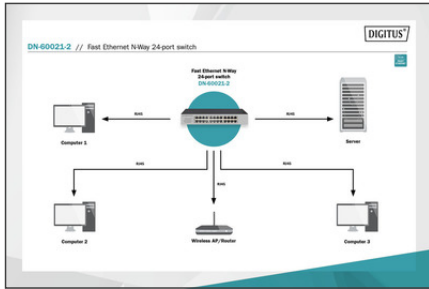 DIGITUS®
DN-60021-2 // Fast Ethernet N-Way 24-port switch
Fast Ethernet N-Way
24-port switch
DN-60021-2
RJ45
RJ45
Computer 1
Server
RJ45
RJ45
RJ45
Computer 2
Wireless AP/Router
Computer 3